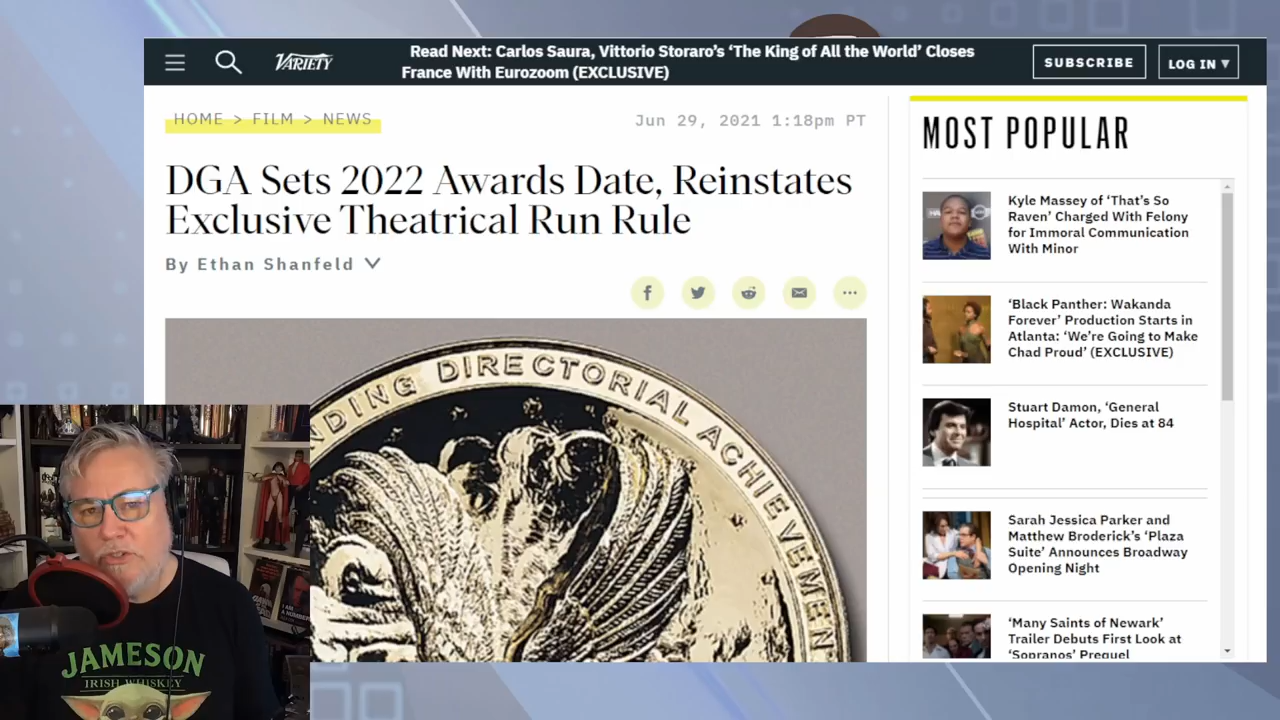 VARIETY
Read Next: Carlos Saura, Vittorio Storaro's 'The King of All the World' Closes
France With Eurozoom (EXCLUSIVE)
SUBSCRIBE
LOG IN ▾
HOME > FILM > NEWS
Jun 29, 2021 1:18pm PT
DGA Sets 2022 Awards Date, Reinstates
Exclusive Theatrical Run Rule
By Ethan Shanfeld
NDING DIRECTORIAL ACHIEVEMEN
MOST POPULAR
Kyle Massey of 'That's So
Raven' Charged With Felony
for Immoral Communication
With Minor
'Black Panther: Wakanda
Forever' Production Starts in
Atlanta: 'We're Going to Make
Chad Proud' (EXCLUSIVE)
Stuart Damon, 'General
Hospital' Actor, Dies at 84
Sarah Jessica Parker and
Matthew Broderick's 'Plaza
Suite' Announces Broadway
Opening Night
'Many Saints of Newark'
Trailer Debuts First Look at
'Sopranos' Prequel
JAMESON
IRISH WHISKEY
I AM
A NUMBER